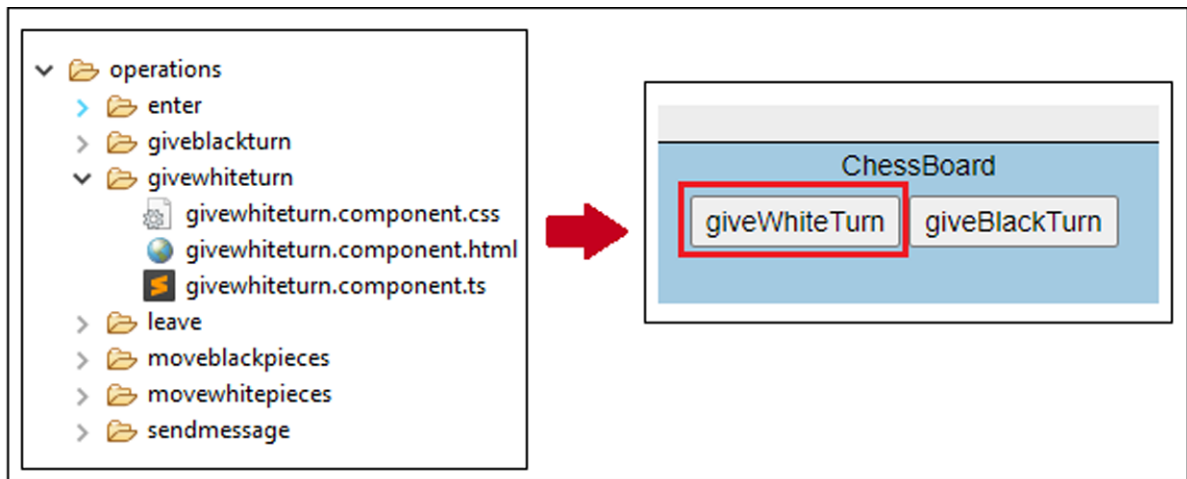 operations
enter
giveblackturn
givewhiteturn
givewhiteturn.component.css
givewhiteturn.component.html
givewhiteturn.component.ts
leave
moveblackpieces
movewhitepieces
sendmessage
ChessBoard
giveWhiteTurn giveBlackTurn